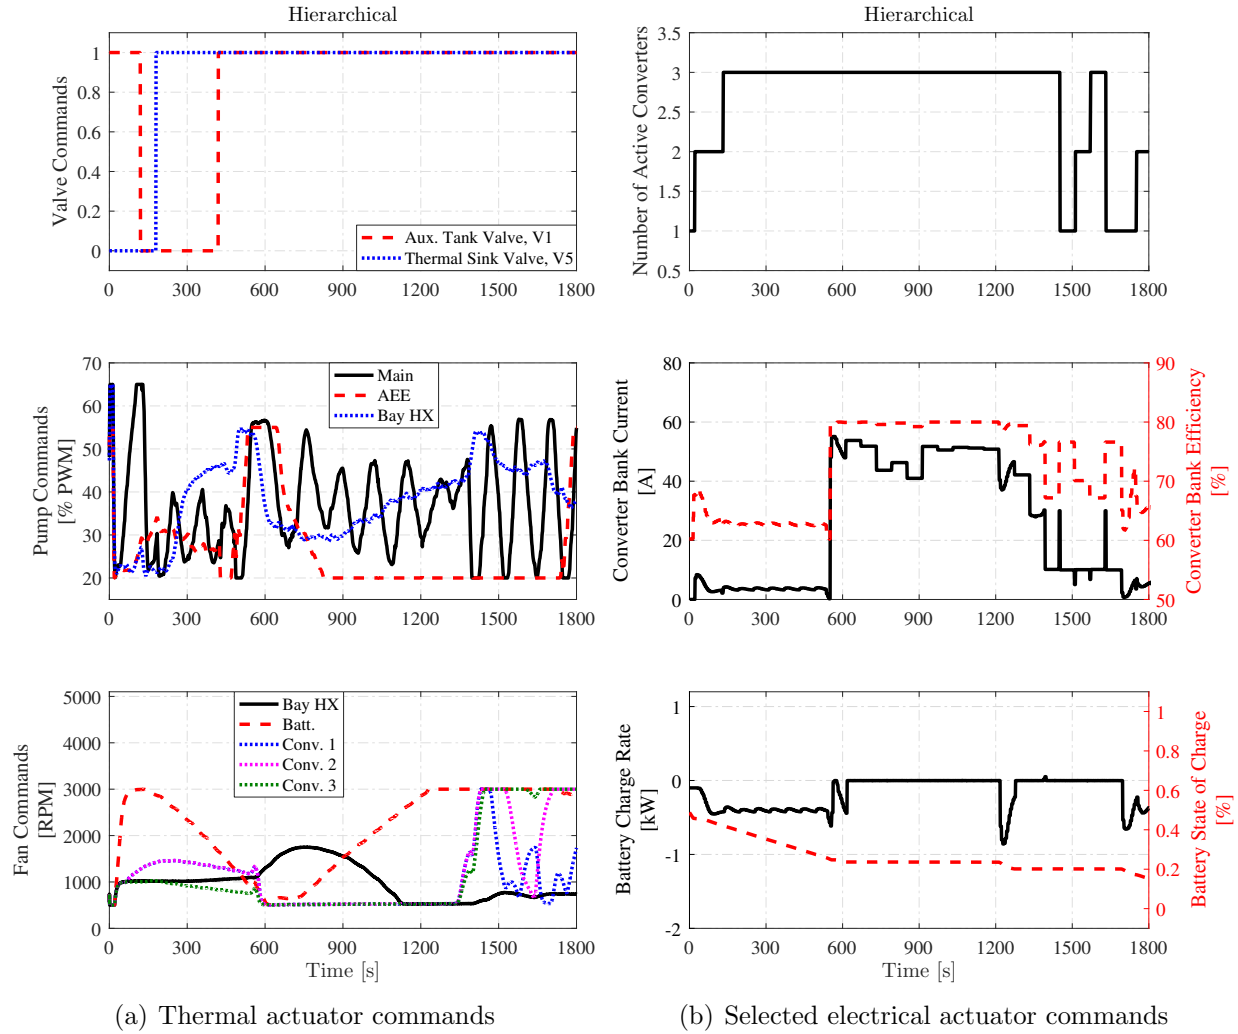 Hierarchical
1
0.8
0.6
0.4
0.2
0
Valve Commands
Aux. Tank Valve, V1
Thermal Sink Valve, V5
0 300 600 900 1200 1500 1800
70
60
50
40
30
20
Pump Commands
[% PWM]
Main
AEE
Bay HX
0 300 600 900 1200 1500 1800
5000
4000
3000
2000
1000
0
Fan Commands
[RPM]
Bay HX
Batt.
Conv. 1
Conv. 2
Conv. 3
0 300 600 900 1200 1500 1800
Time [s]
(a) Thermal actuator commands
Hierarchical
3.5
3
2.5
2
1.5
1
0.5
Number of Active Converters
0 300 600 900 1200 1500 1800
80
60
40
20
0
Converter Bank Current
[A]
90
80
70
60
50
Converter Bank Efficiency
[%]
0 300 600 900 1200 1500 1800
1
0
-1
-2
Battery Charge Rate
[kW]
1
0.8
0.6
0.4
0.2
0
Battery State of Charge
[%]
0 300 600 900 1200 1500 1800
Time [s]
(b) Selected electrical actuator commands